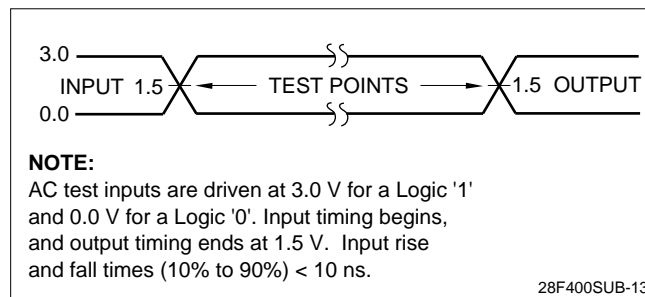 3.0
INPUT 1.5 TEST POINTS 1.5 OUTPUT
0.0
NOTE:
AC test inputs are driven at 3.0 V for a Logic '1'
and 0.0 V for a Logic '0'. Input timing begins,
and output timing ends at 1.5 V. Input rise
and fall times (10% to 90%) < 10 ns.
28F400SUB-13